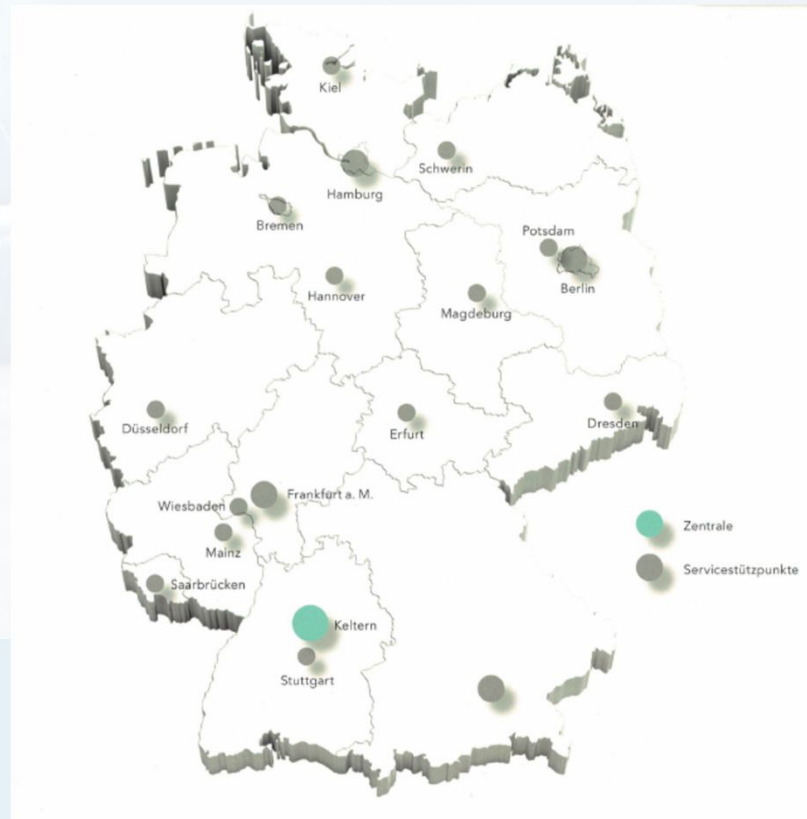 Kiel
Schwerin
Hamburg
Bremen
Potsdam
Berlin
Hannover
Magdeburg
Düsseldorf
Erfurt
Dresden
Wiesbaden
Frankfurt a. M.
Mainz
Saarbrücken
Keltern
Stuttgart
Zentrale
Servicestützpunkte